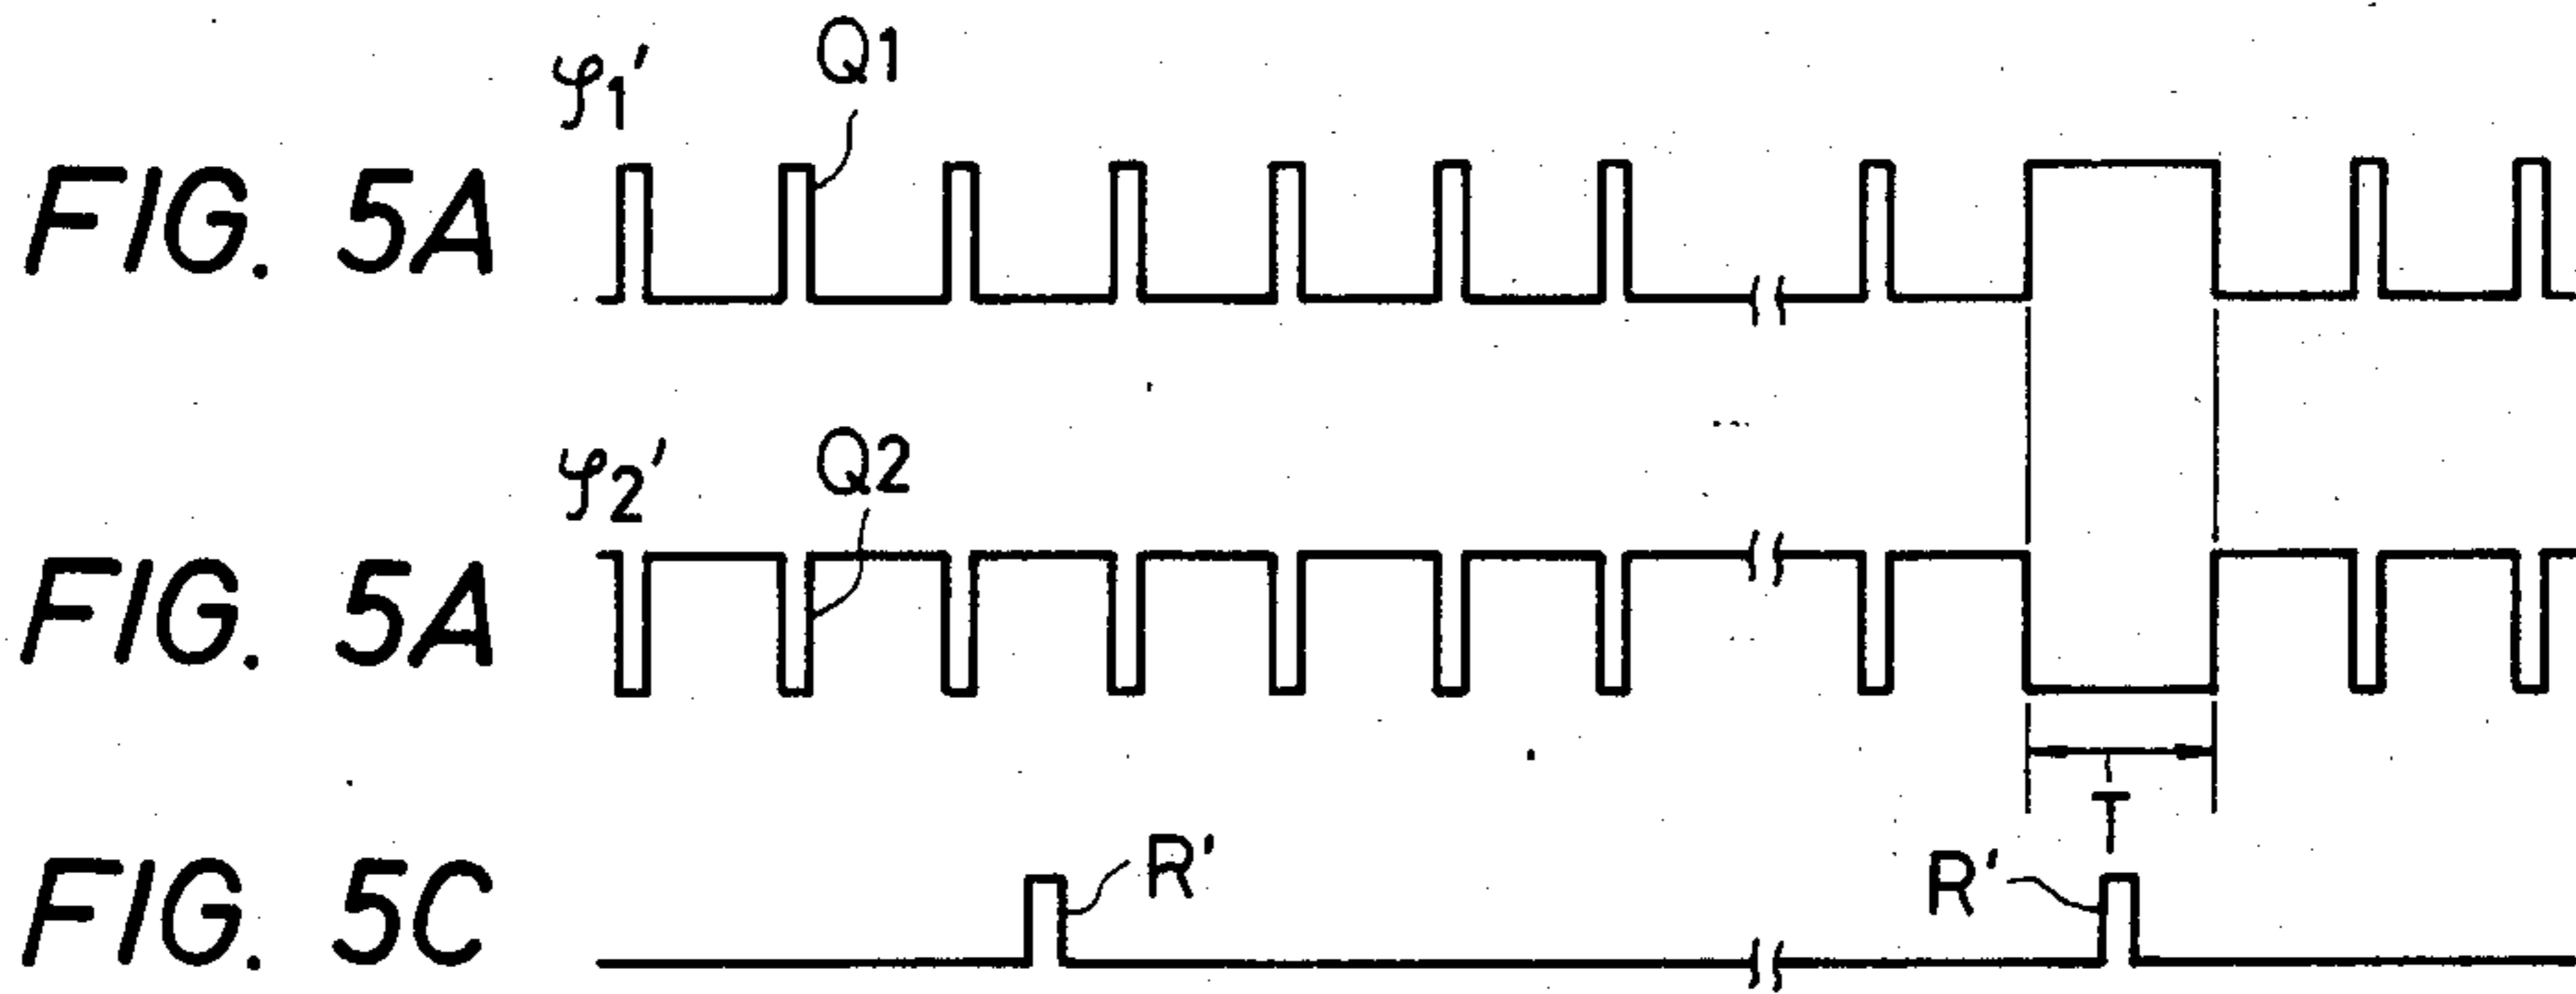 φ1' Q1
FIG. 5A
φ2' Q2
FIG. 5A
T
FIG. 5C R' R'